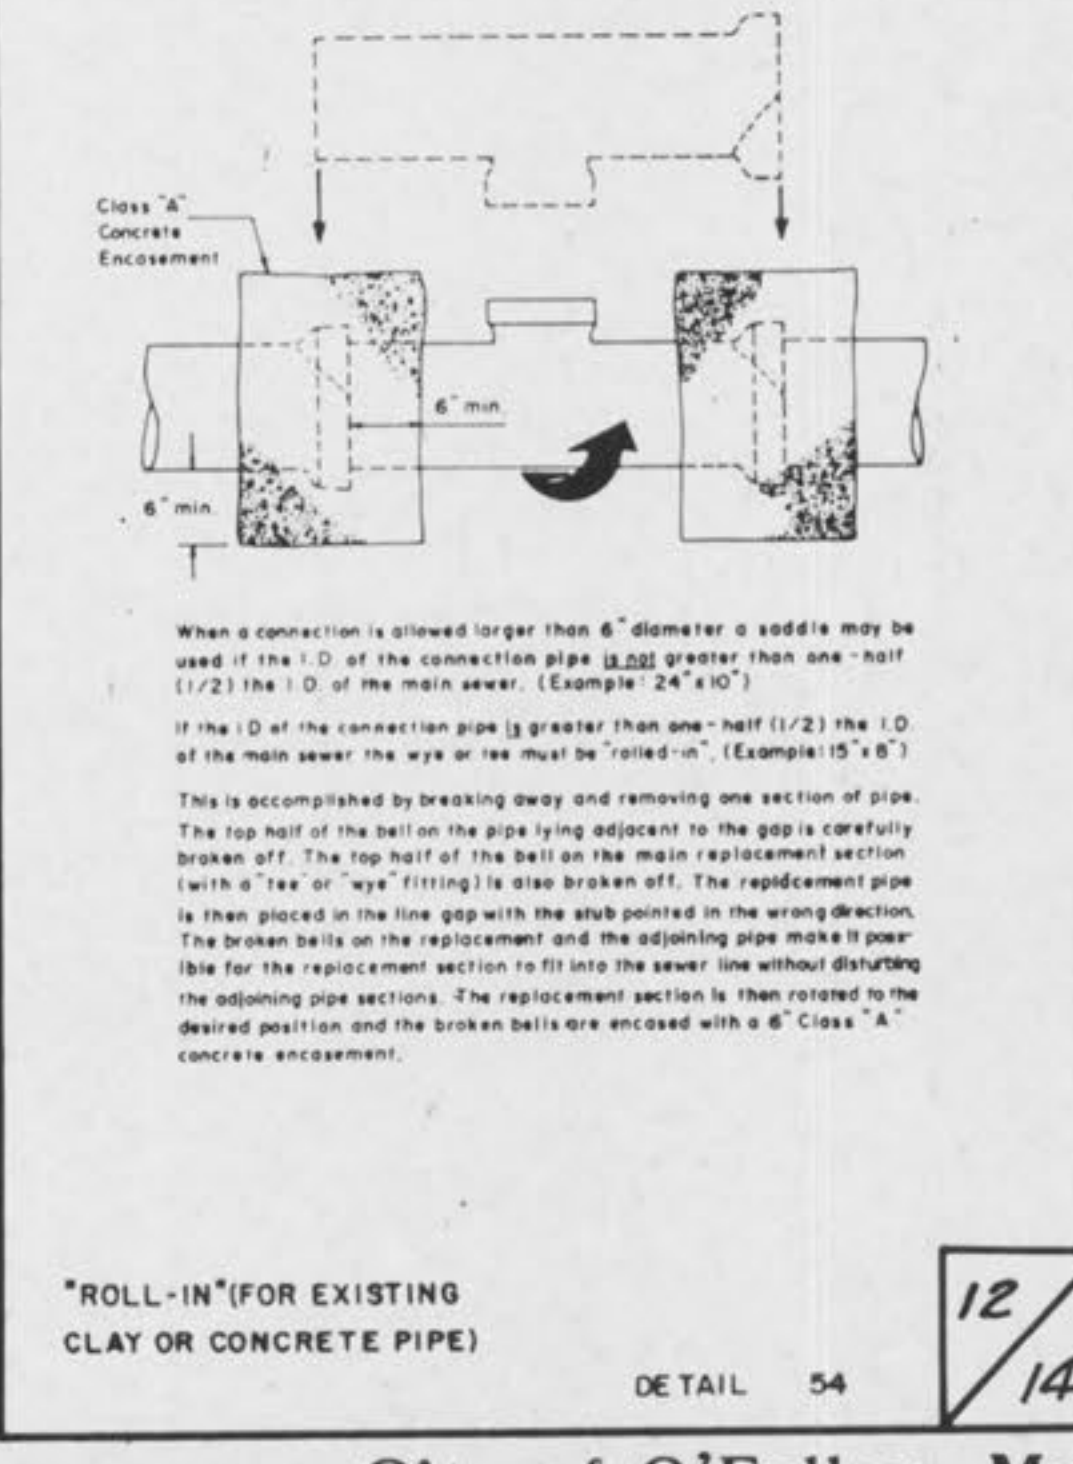 Class "A"
Concrete
Encasement
6" min.
6" min.
When a connection is allowed larger than 6" diameter a saddle may be
used if the I.D. of the connection pipe is not greater than one-half
(1/2) the I.D. of the main sewer. (Example: 24" x 10")
If the I.D of the connection pipe is greater than one-half (1/2) the I.D.
of the main sewer the wye or tee must be "rolled-in". (Example: 15" x 8")
This is accomplished by breaking away and removing one section of pipe.
The top half of the bell on the pipe lying adjacent to the gap is carefully
broken off. The top half of the bell on the main replacement section
(with a "tee" or "wye" fitting) is also broken off. The replacement pipe
is then placed in the line gap with the stub pointed in the wrong direction.
The broken bells on the replacement and the adjoining pipe make it poss-
ible for the replacement section to fit into the sewer line without disturbing
the adjoining pipe sections. The replacement section is then rotated to the
desired position and the broken bells are encased with a 6" Class "A"
concrete encasement.
"ROLL-IN" (FOR EXISTING
CLAY OR CONCRETE PIPE)
DETAIL 54
12/
14